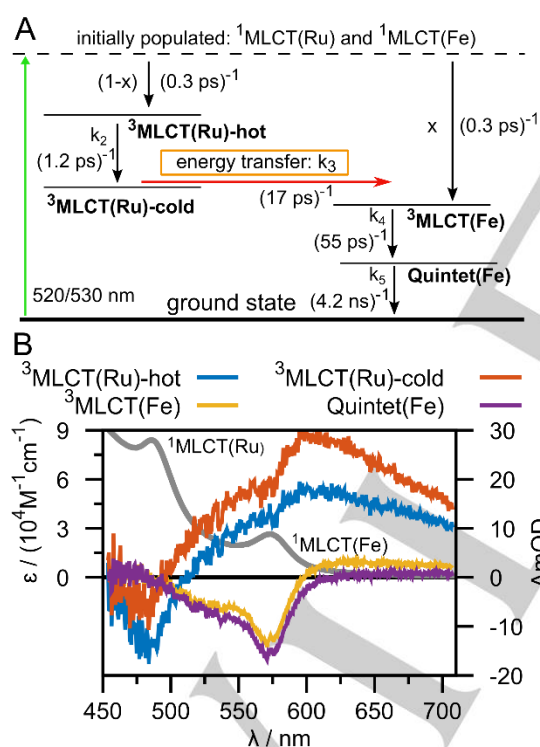 A
initially populated: ¹MLCT(Ru) and ¹MLCT(Fe)
(1-x) (0.3 ps)⁻¹
x (0.3 ps)⁻¹
³MLCT(Ru)-hot
k₂
(1.2 ps)⁻¹
energy transfer: k₃
(17 ps)⁻¹
³MLCT(Ru)-cold
³MLCT(Fe)
k₄
(55 ps)⁻¹
Quintet(Fe)
k₅
520/530 nm
ground state
(4.2 ns)⁻¹
B
³MLCT(Ru)-hot ³MLCT(Ru)-cold
³MLCT(Fe) Quintet(Fe)
ε / (10⁴M⁻¹cm⁻¹)
9
6
3
0
¹MLCT(Ru)
¹MLCT(Fe)
30
20
10
0
-10
-20
ΔmOD
450 500 550 600 650 700
λ / nm